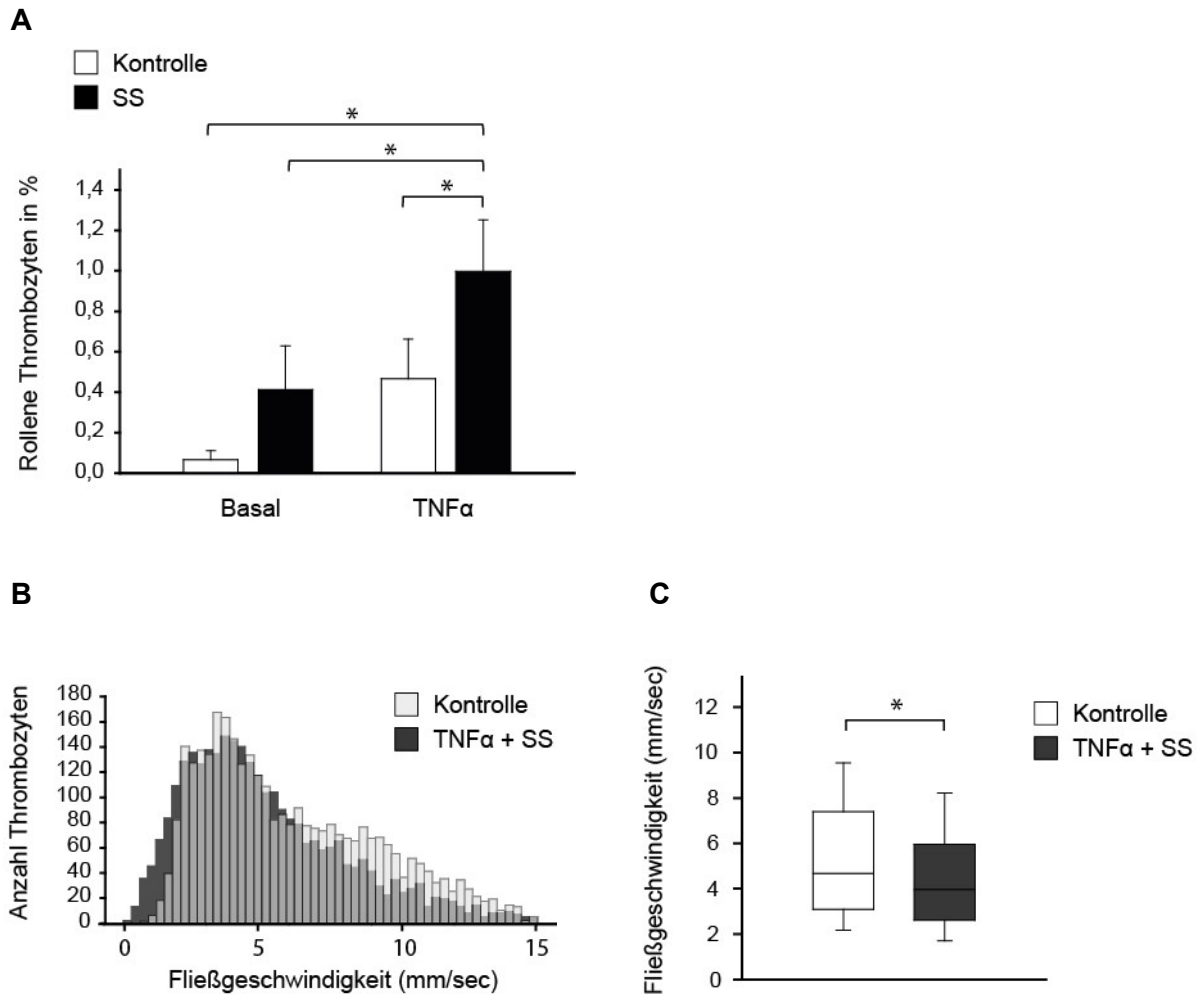 A
Kontrolle
SS
*
*
*
Rollene Thrombozyten in %
1,4
1,2
1,0
0,8
0,6
0,4
0,2
0,0
Basal
TNFα
B
Anzahl Thrombozyten
180
160
140
120
100
80
60
40
20
0
Kontrolle
TNFα + SS
0
5
10
15
Fließgeschwindigkeit (mm/sec)
C
Fließgeschwindigkeit (mm/sec)
12
10
8
6
4
2
0
*
Kontrolle
TNFα + SS